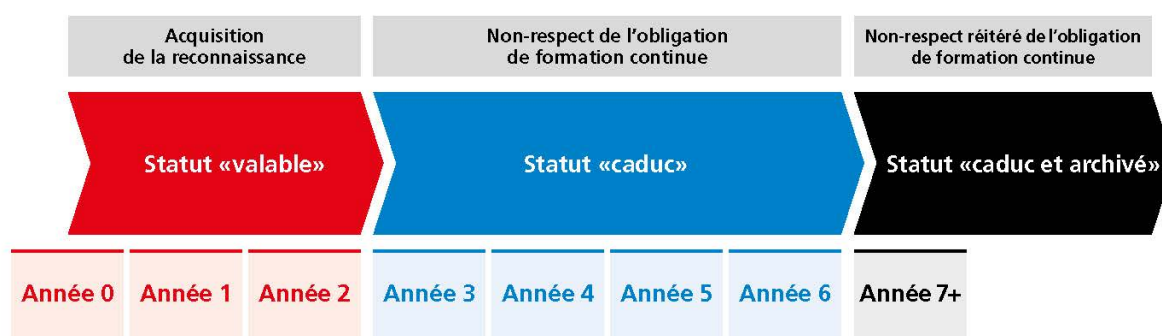 Acquisition
de la reconnaissance
Non-respect de l'obligation
de formation continue
Non-respect réitéré de l'obligation
de formation continue
Statut «valable»
Statut «caduc»
Statut «caduc et archivé»
Année 0
Année 1
Année 2
Année 3
Année 4
Année 5
Année 6
Année 7+